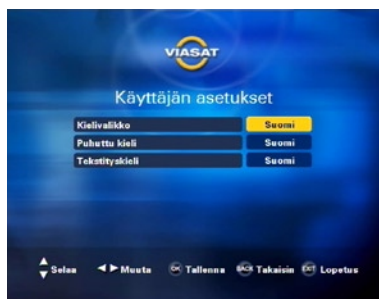 VIASAT
Käyttäjän asetukset
Kielivalikko Suomi
Puhuttu kieli Suomi
Tekstityskieli Suomi
Selaa Muuta OK Tallenna BACK Takaisin EXIT Lopetus